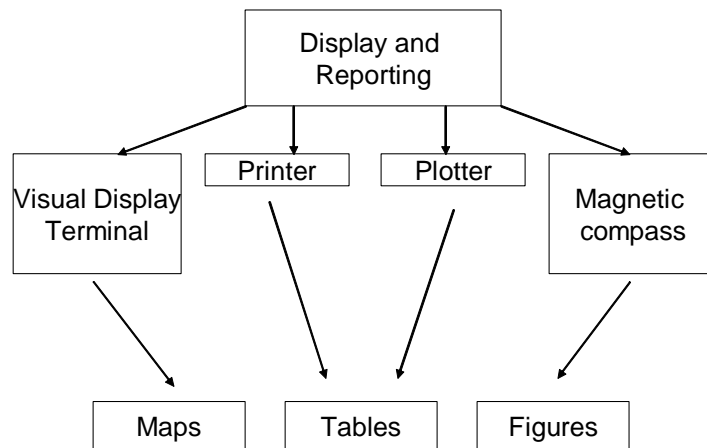 Display and
Reporting
Visual Display
Terminal
Printer
Plotter
Magnetic
compass
Maps
Tables
Figures